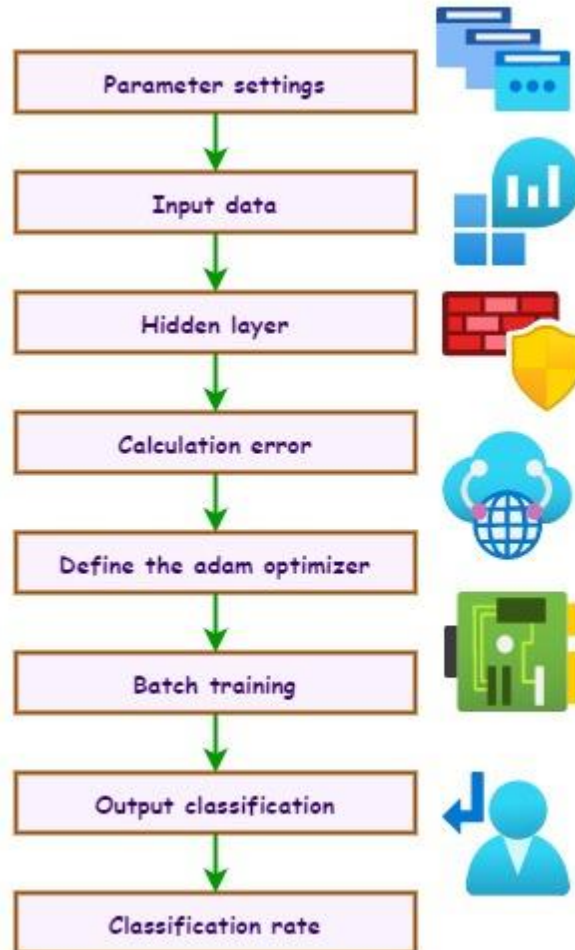 Parameter settings
Input data
Hidden layer
Calculation error
Define the adam optimizer
Batch training
Output classification
Classification rate